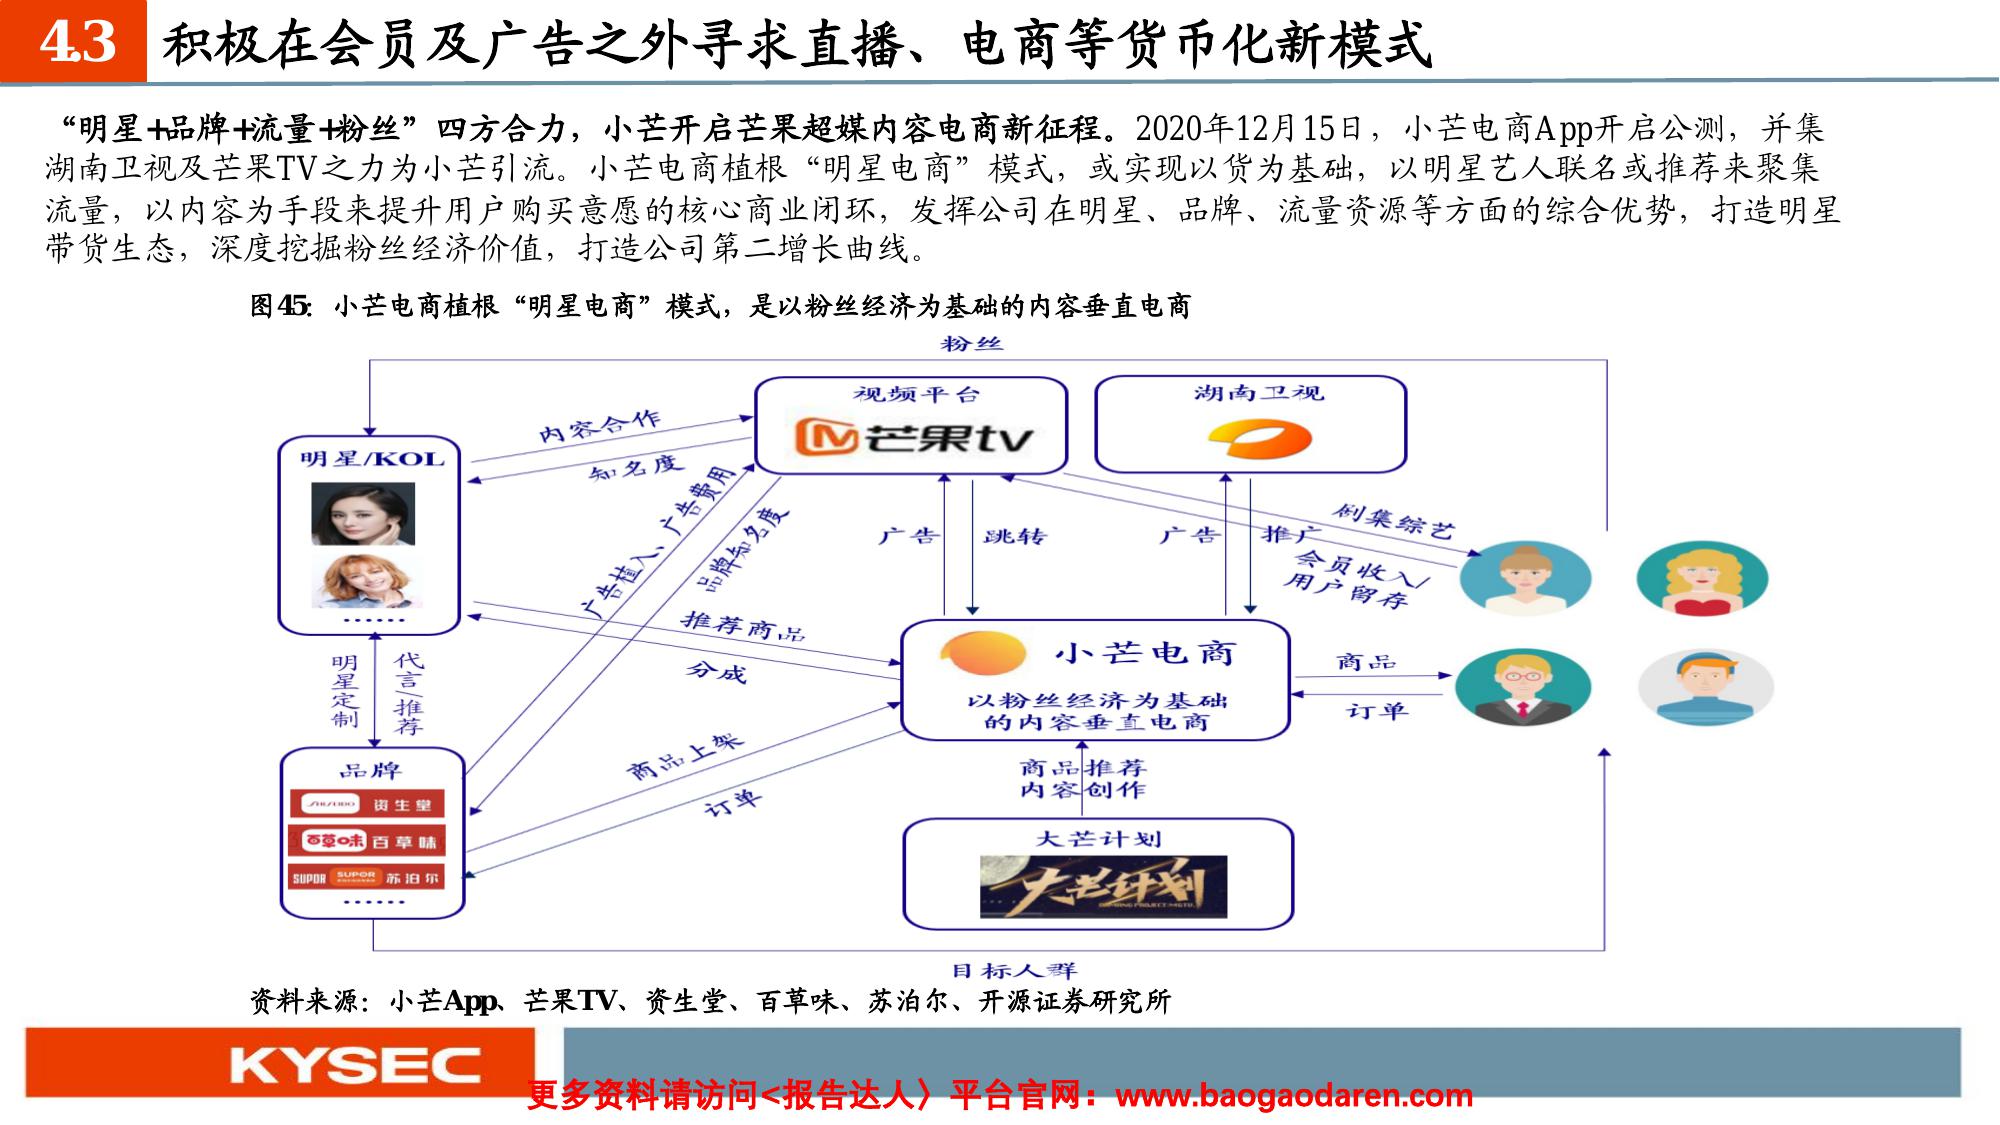 4.3 积极在会员及广告之外寻求直播、电商等货币化新模式
“明星+品牌+流量+粉丝”四方合力，小芒开启芒果超媒内容电商新征程。2020年12月15日，小芒电商App开启公测，并集
湖南卫视及芒果TV之力为小芒引流。小芒电商植根“明星电商”模式，或实现以货为基础，以明星艺人联名或推荐来聚集
流量，以内容为手段来提升用户购买意愿的核心商业闭环，发挥公司在明星、品牌、流量资源等方面的综合优势，打造明星
带货生态，深度挖掘粉丝经济价值，打造公司第二增长曲线。
图45：小芒电商植根“明星电商”模式，是以粉丝经济为基础的内容垂直电商
粉丝
视频平台
芒果tv
湖南卫视
内容合作
知名度
明星/KOL
……
广告植入、广告费用
品牌知名度
广告
跳转
广告
推广
剧集综艺
会员收入/
用户留存
推荐商品
分成
小芒电商
以粉丝经济为基础
的内容垂直电商
商品
订单
明星定制
代言/推荐
商品上架
订单
品牌
SHISEIDO 资生堂
百草味 百草味
SUPOR SUPOR 苏泊尔
……
商品推荐
内容创作
大芒计划
大芒计划
目标人群
资料来源：小芒App、芒果TV、资生堂、百草味、苏泊尔、开源证券研究所
KYSEC
更多资料请访问<报告达人〉平台官网：www.baogaodaren.com